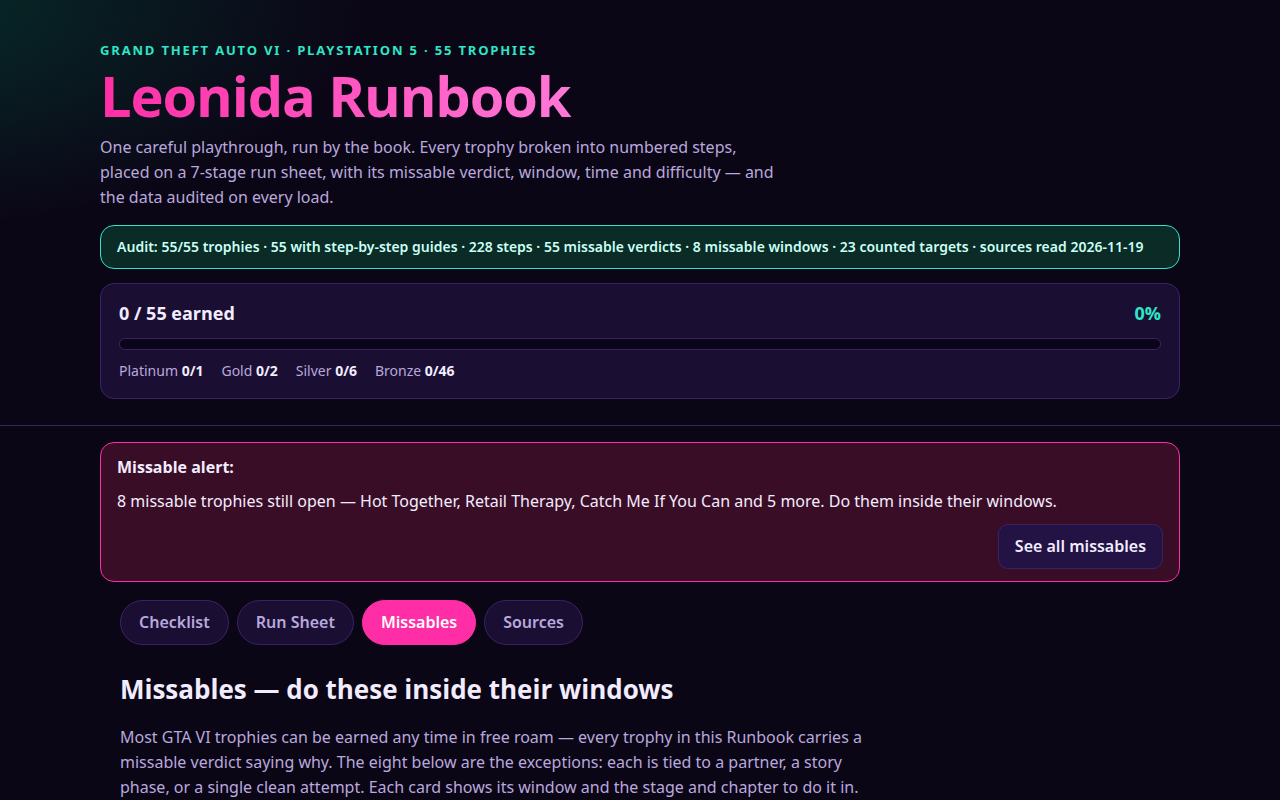 GRAND THEFT AUTO VI · PLAYSTATION 5 · 55 TROPHIES
Leonida Runbook
One careful playthrough, run by the book. Every trophy broken into numbered steps,
placed on a 7-stage run sheet, with its missable verdict, window, time and difficulty — and
the data audited on every load.
Audit: 55/55 trophies · 55 with step-by-step guides · 228 steps · 55 missable verdicts · 8 missable windows · 23 counted targets · sources read 2026-11-19
0 / 55 earned 0%
Platinum 0/1 Gold 0/2 Silver 0/6 Bronze 0/46
Missable alert:
8 missable trophies still open — Hot Together, Retail Therapy, Catch Me If You Can and 5 more. Do them inside their windows.
See all missables
Checklist Run Sheet Missables Sources
Missables — do these inside their windows
Most GTA VI trophies can be earned any time in free roam — every trophy in this Runbook carries a
missable verdict saying why. The eight below are the exceptions: each is tied to a partner, a story
phase, or a single clean attempt. Each card shows its window and the stage and chapter to do it in.